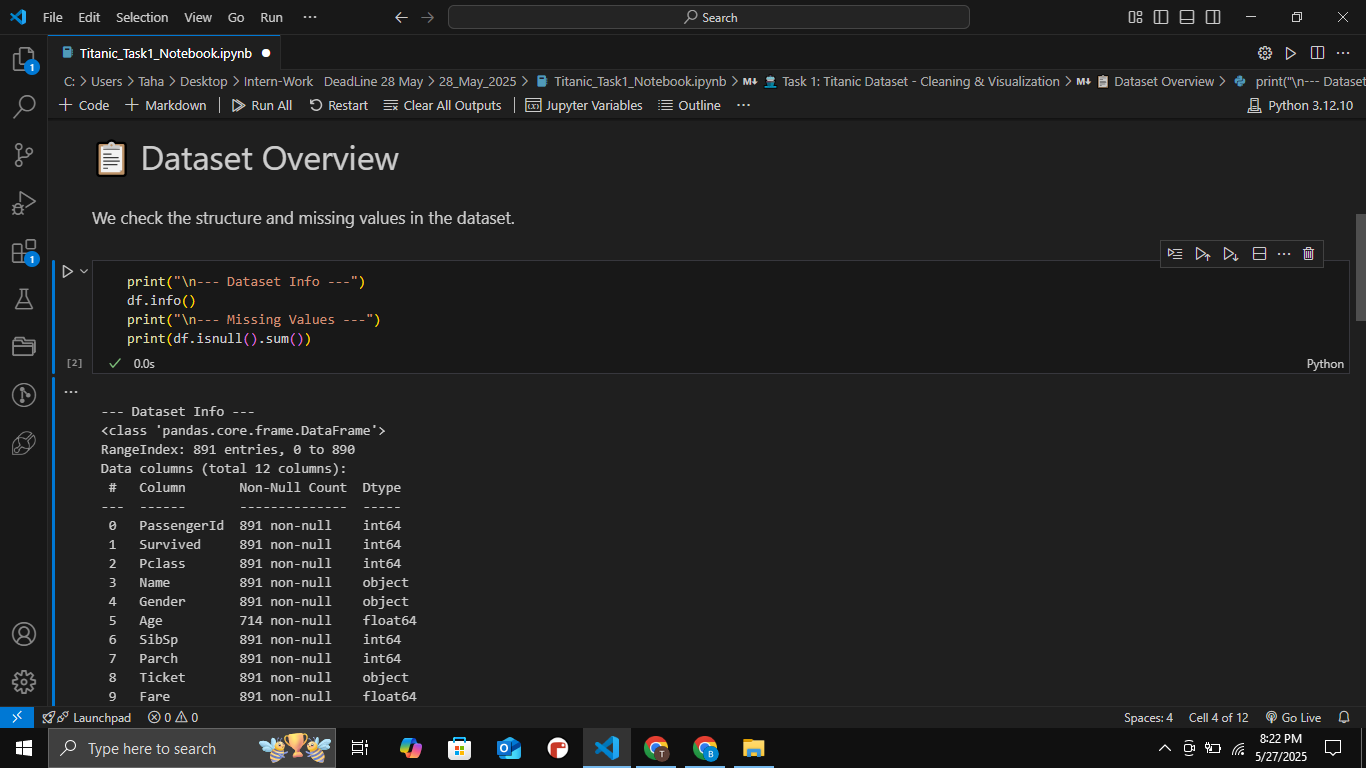 File Edit Selection View Go Run ··· Search
Titanic_Task1_Notebook.ipynb
1
C: > Users > Taha > Desktop > Intern-Work DeadLine 28 May > 28_May_2025 > Titanic_Task1_Notebook.ipynb > M↓ Task 1: Titanic Dataset - Cleaning & Visualization > M↓ Dataset Overview > print("\n--- Dataset
+ Code + Markdown Run All Restart Clear All Outputs Jupyter Variables Outline ··· Python 3.12.10
Dataset Overview
We check the structure and missing values in the dataset.
1
print("\n--- Dataset Info ---")
df.info()
print("\n--- Missing Values ---")
print(df.isnull().sum())
[2] 0.0s Python
--- Dataset Info ---
<class 'pandas.core.frame.DataFrame'>
RangeIndex: 891 entries, 0 to 890
Data columns (total 12 columns):
# Column Non-Null Count Dtype
--- ------ -------------- -----
0 PassengerId 891 non-null int64
1 Survived 891 non-null int64
2 Pclass 891 non-null int64
3 Name 891 non-null object
4 Gender 891 non-null object
5 Age 714 non-null float64
6 SibSp 891 non-null int64
7 Parch 891 non-null int64
8 Ticket 891 non-null object
9 Fare 891 non-null float64
Launchpad 0 0 Spaces: 4 Cell 4 of 12 Go Live
Type here to search T B 8:22 PM
5/27/2025